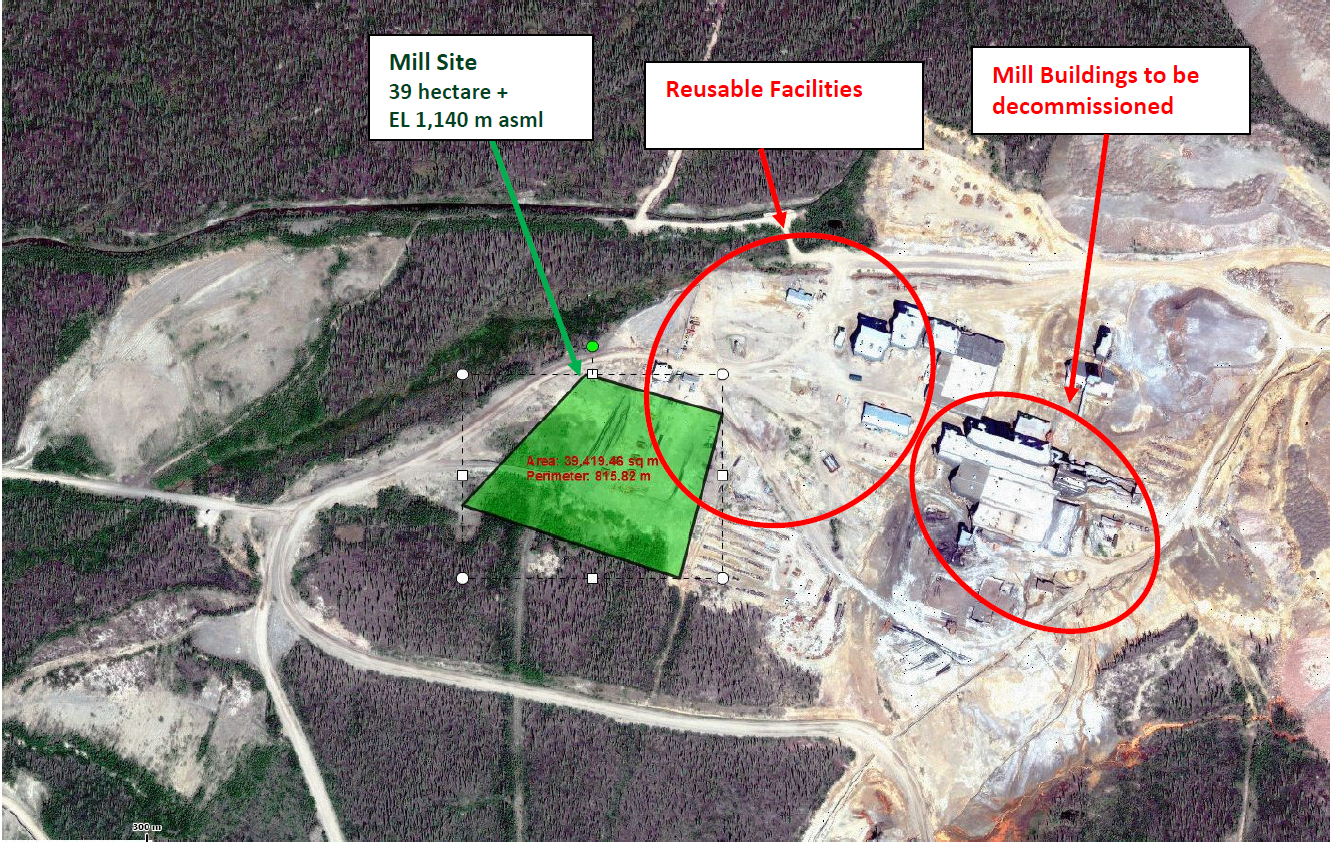 Mill Site
39 hectare +
EL 1,140 m asml
Reusable Facilities
Mill Buildings to be
decommissioned
Area: 39,419.46 sq m
Perimeter: 815.82 m
300 m